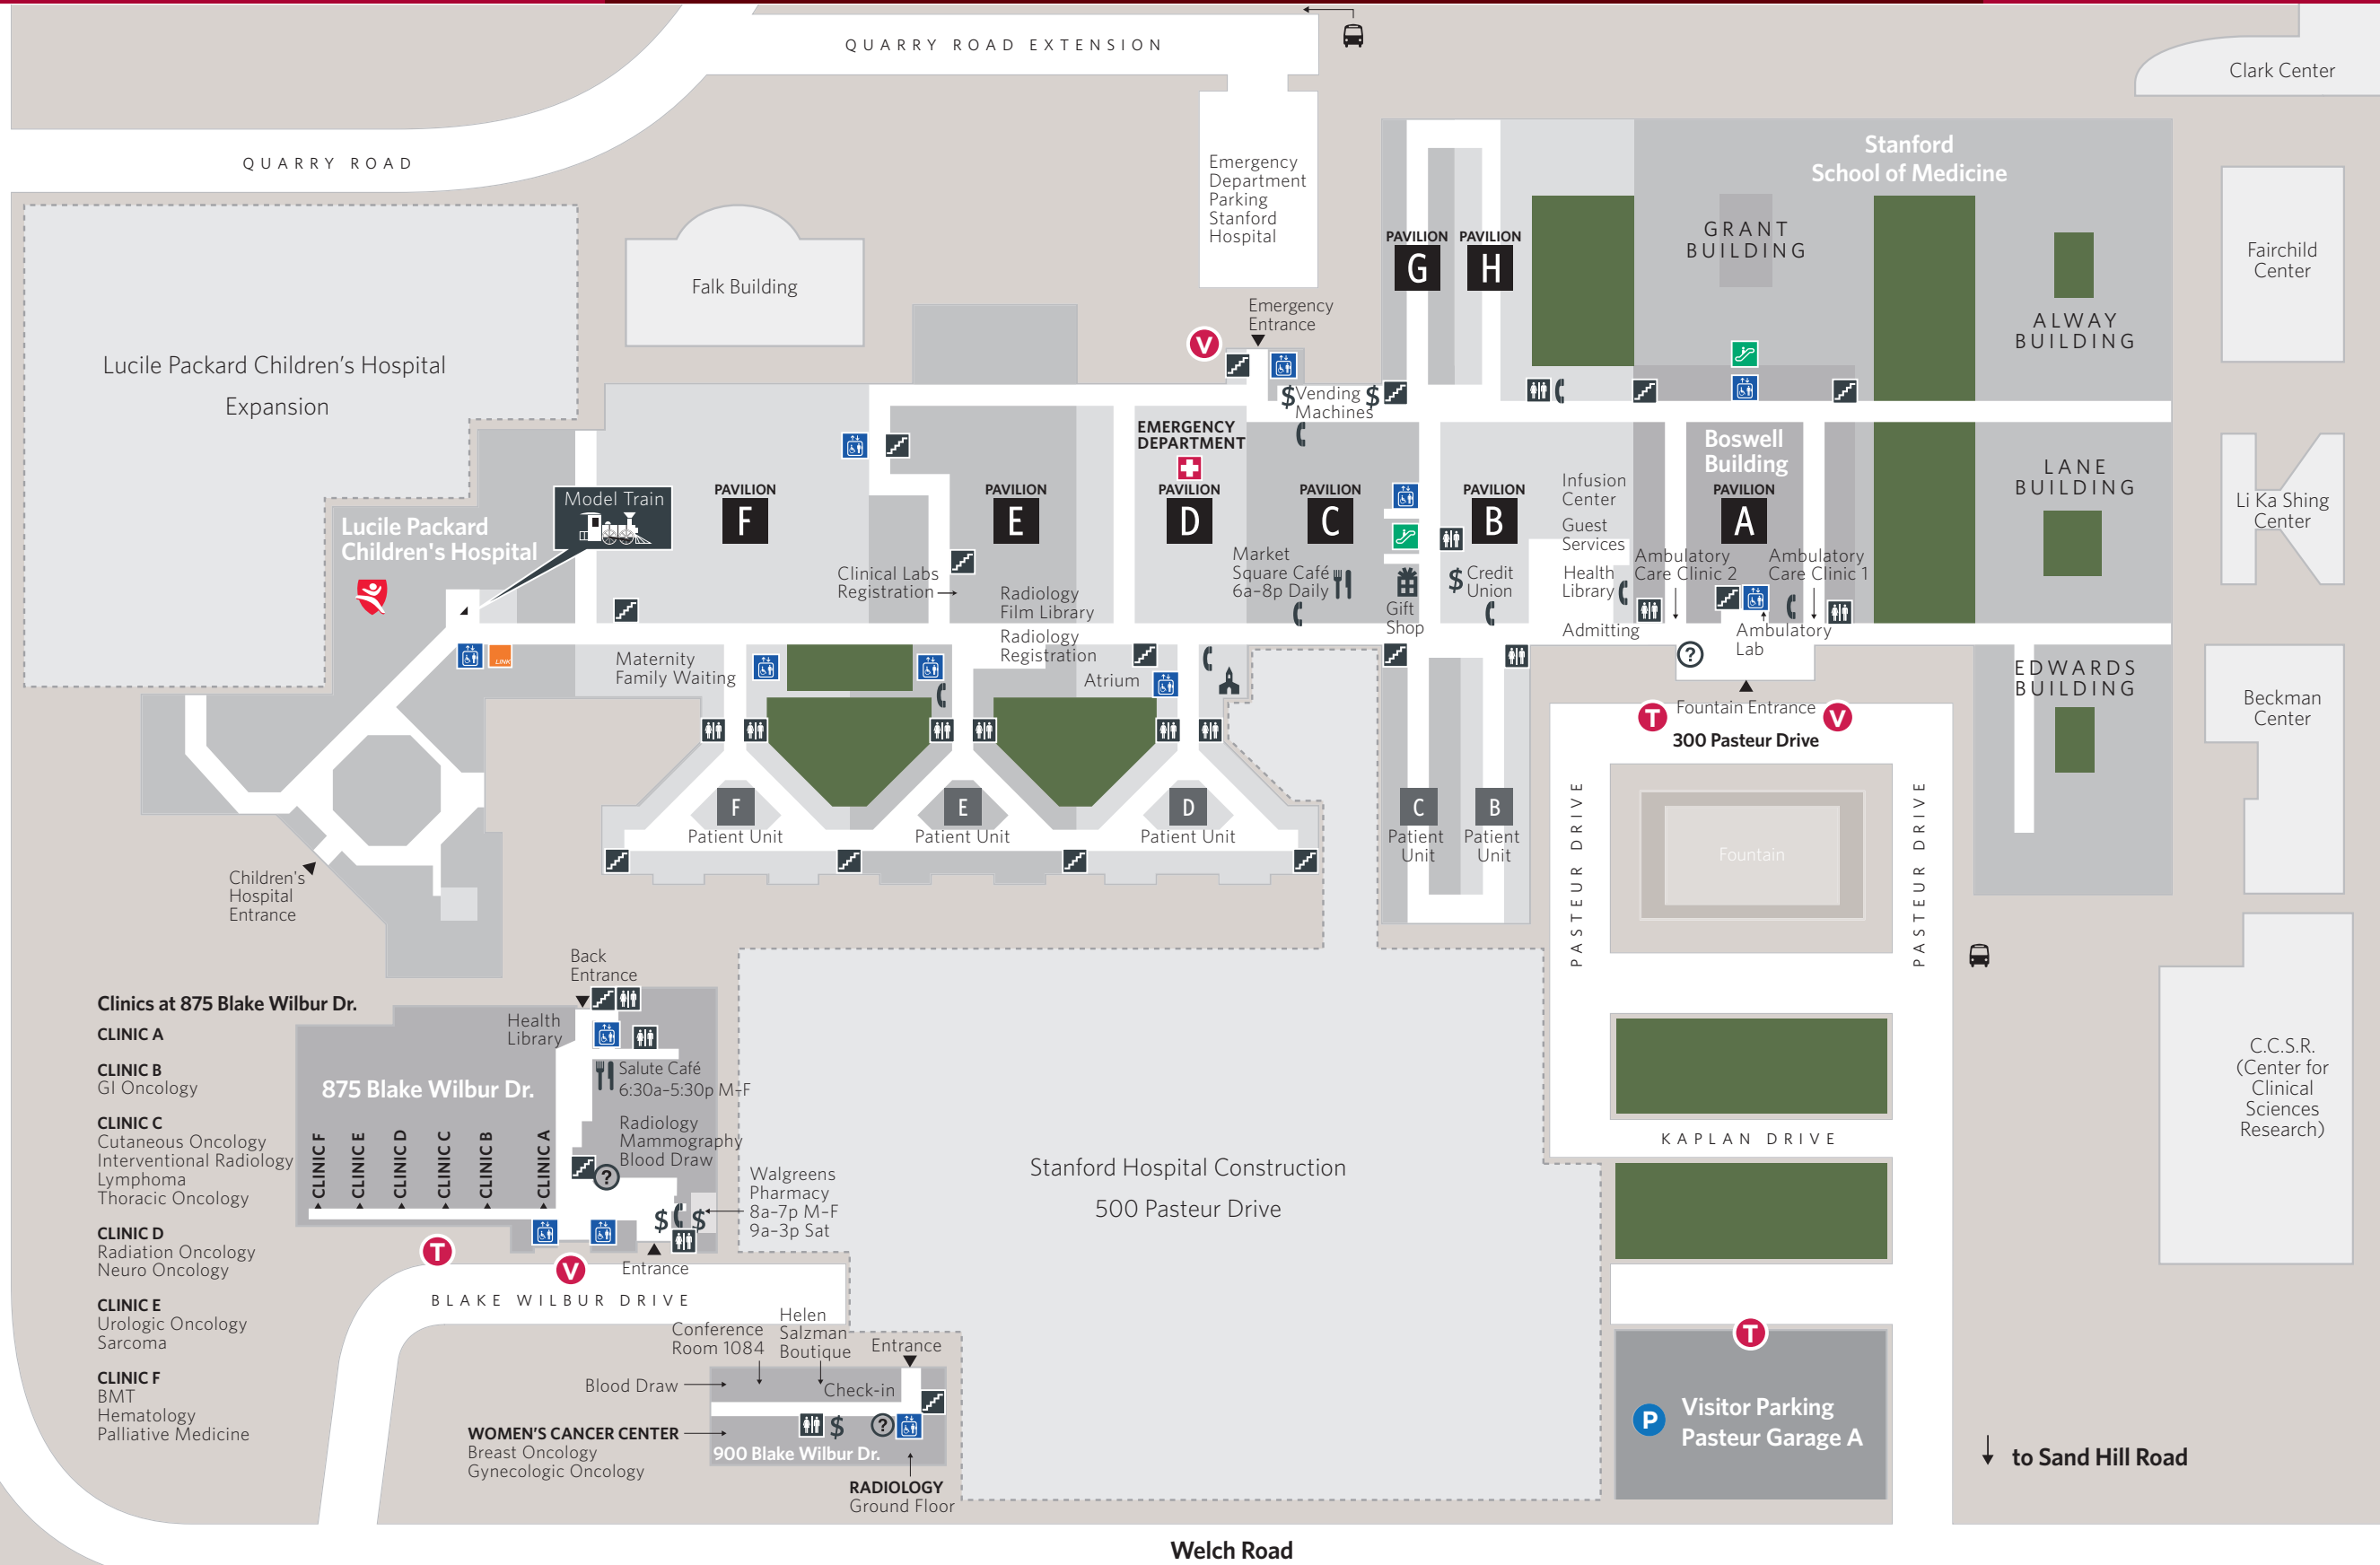 QUARRY ROAD EXTENSION
QUARRY ROAD
Clark Center
Emergency
Department
Parking
Stanford
Hospital
Stanford
School of Medicine
PAVILION
G
PAVILION
H
GRANT
BUILDING
Fairchild
Center
Falk Building
ALWAY
BUILDING
Emergency
Entrance
V
Lucile Packard Children's Hospital
Expansion
$
Vending
Machines
$
EMERGENCY
DEPARTMENT
Boswell
Building
LANE
BUILDING
Li Ka Shing
Center
Model Train
Lucile Packard
Children's Hospital
PAVILION
F
PAVILION
E
PAVILION
D
PAVILION
C
PAVILION
B
PAVILION
A
Infusion
Center
Guest
Services
Health
Library
Admitting
Ambulatory
Care Clinic 2
Ambulatory
Care Clinic 1
Ambulatory
Lab
Clinical Labs
Registration
Radiology
Film Library
Radiology
Registration
Market
Square Café
6a–8p Daily
Gift
Shop
$
Credit
Union
LINK
Maternity
Family Waiting
Atrium
?
EDWARDS
BUILDING
Beckman
Center
T
Fountain Entrance
V
300 Pasteur Drive
F
Patient Unit
E
Patient Unit
D
Patient Unit
C
Patient
Unit
B
Patient
Unit
PASTEUR DRIVE
Fountain
PASTEUR DRIVE
Children's
Hospital
Entrance
Back
Entrance
Clinics at 875 Blake Wilbur Dr.
CLINIC A
CLINIC B
GI Oncology
CLINIC C
Cutaneous Oncology
Interventional Radiology
Lymphoma
Thoracic Oncology
CLINIC D
Radiation Oncology
Neuro Oncology
CLINIC E
Urologic Oncology
Sarcoma
CLINIC F
BMT
Hematology
Palliative Medicine
Health
Library
875 Blake Wilbur Dr.
Salute Café
6:30a–5:30p M–F
Radiology
Mammography
Blood Draw
CLINIC F
CLINIC E
CLINIC D
CLINIC C
CLINIC B
CLINIC A
?
Walgreens
Pharmacy
8a–7p M–F
9a–3p Sat
$
$
T
V
Entrance
BLAKE WILBUR DRIVE
Stanford Hospital Construction
500 Pasteur Drive
C.C.S.R.
(Center for
Clinical
Sciences
Research)
KAPLAN DRIVE
Conference
Room 1084
Helen
Salzman
Boutique
Entrance
Blood Draw
Check-in
$
?
WOMEN'S CANCER CENTER
Breast Oncology
Gynecologic Oncology
900 Blake Wilbur Dr.
RADIOLOGY
Ground Floor
T
P
Visitor Parking
Pasteur Garage A
to Sand Hill Road
Welch Road